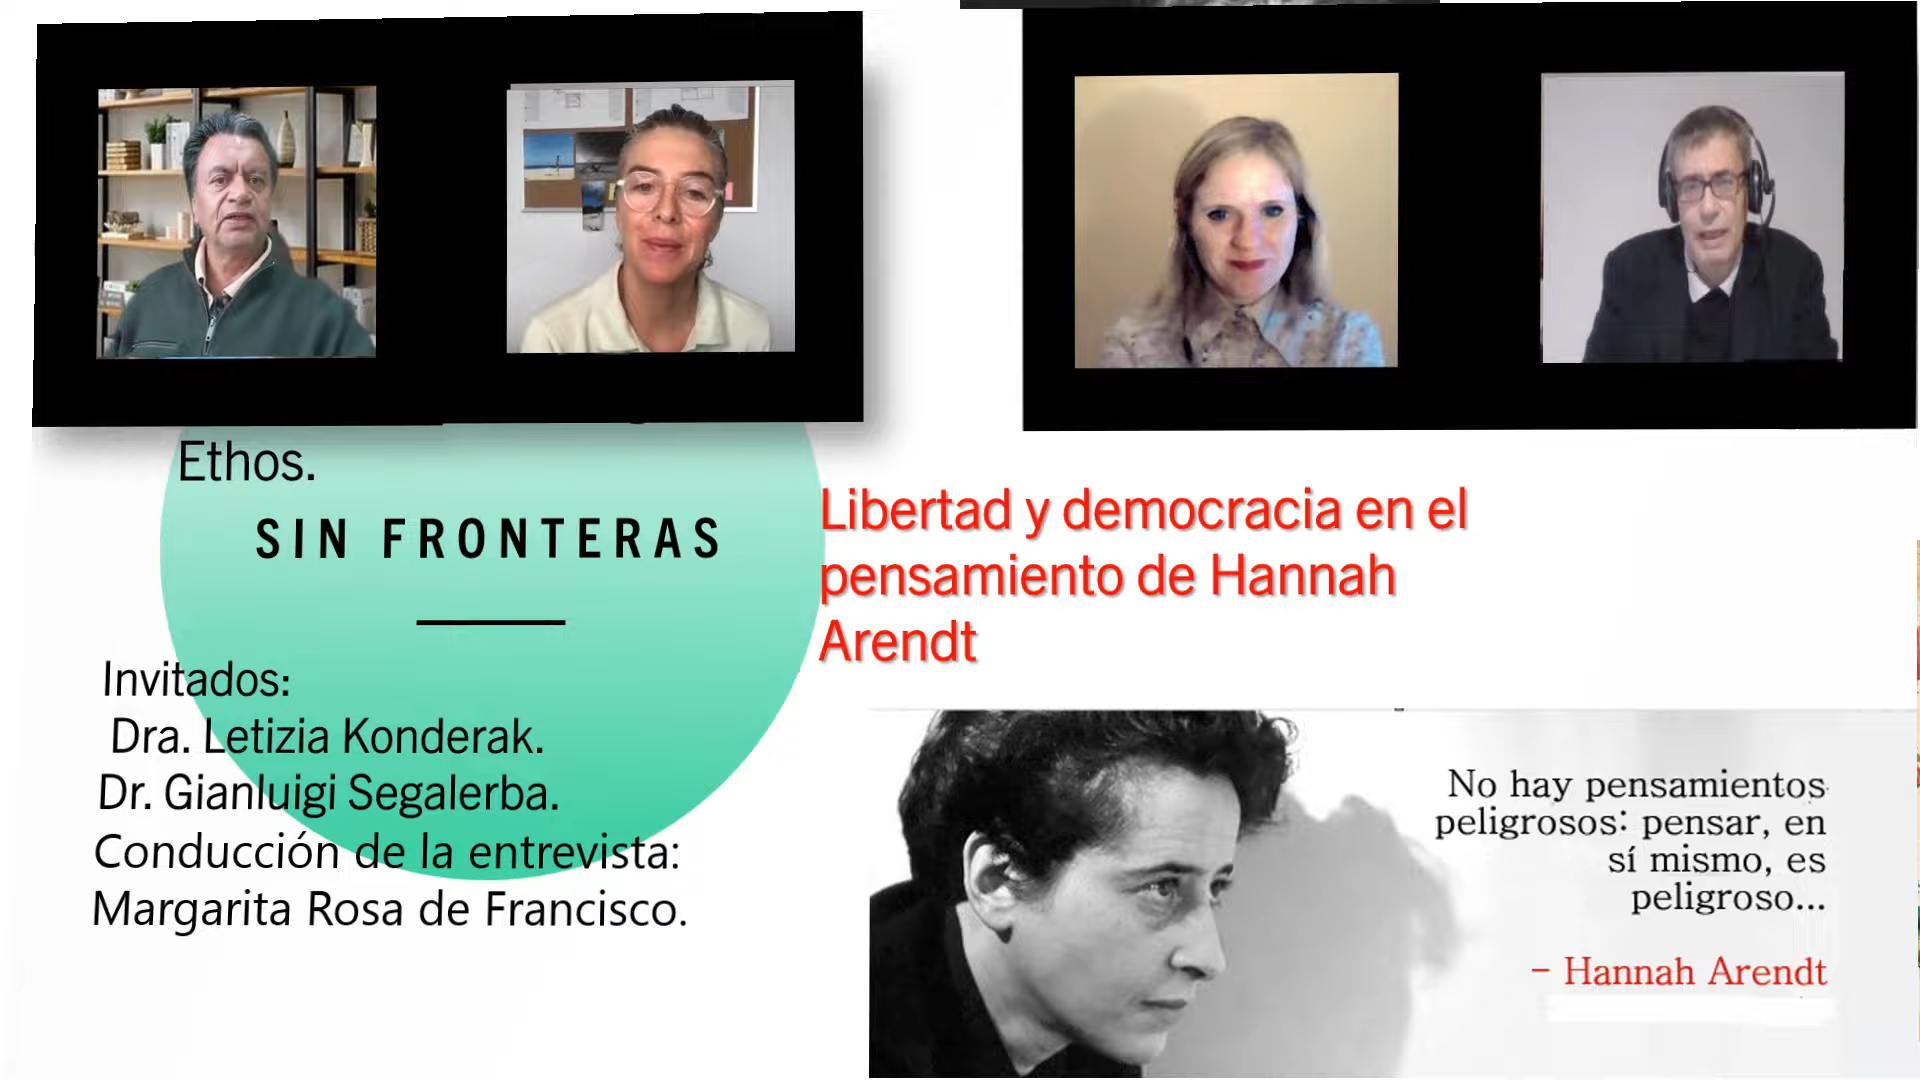 Ethos.
SIN FRONTERAS
Invitados:
Dra. Letizia Konderak.
Dr. Gianluigi Segalerba.
Conducción de la entrevista:
Margarita Rosa de Francisco.
Libertad y democracia en el
pensamiento de Hannah
Arendt
No hay pensamientos
peligrosos: pensar, en
sí mismo, es
peligroso...
– Hannah Arendt